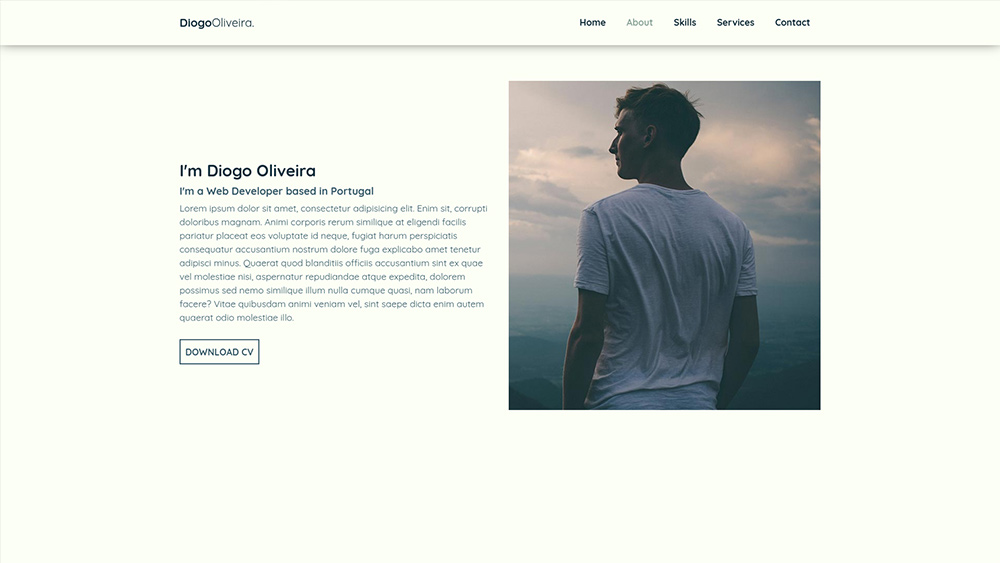 DiogoOliveira.
Home About Skills Services Contact
I'm Diogo Oliveira
I'm a Web Developer based in Portugal
Lorem ipsum dolor sit amet, consectetur adipisicing elit. Enim sit, corrupti
doloribus magnam. Animi corporis rerum similique at eligendi facilis
pariatur placeat eos voluptate id neque, fugiat harum perspiciatis
consequatur accusantium nostrum dolore fuga explicabo amet tenetur
adipisci minus. Quaerat quod blanditiis officiis accusantium sint ex quae
vel molestiae nisi, aspernatur repudiandae atque expedita, dolorem
possimus sed nemo similique illum nulla cumque quasi, nam laborum
facere? Vitae quibusdam animi veniam vel, sint saepe dicta enim autem
quaerat odio molestiae illo.
DOWNLOAD CV